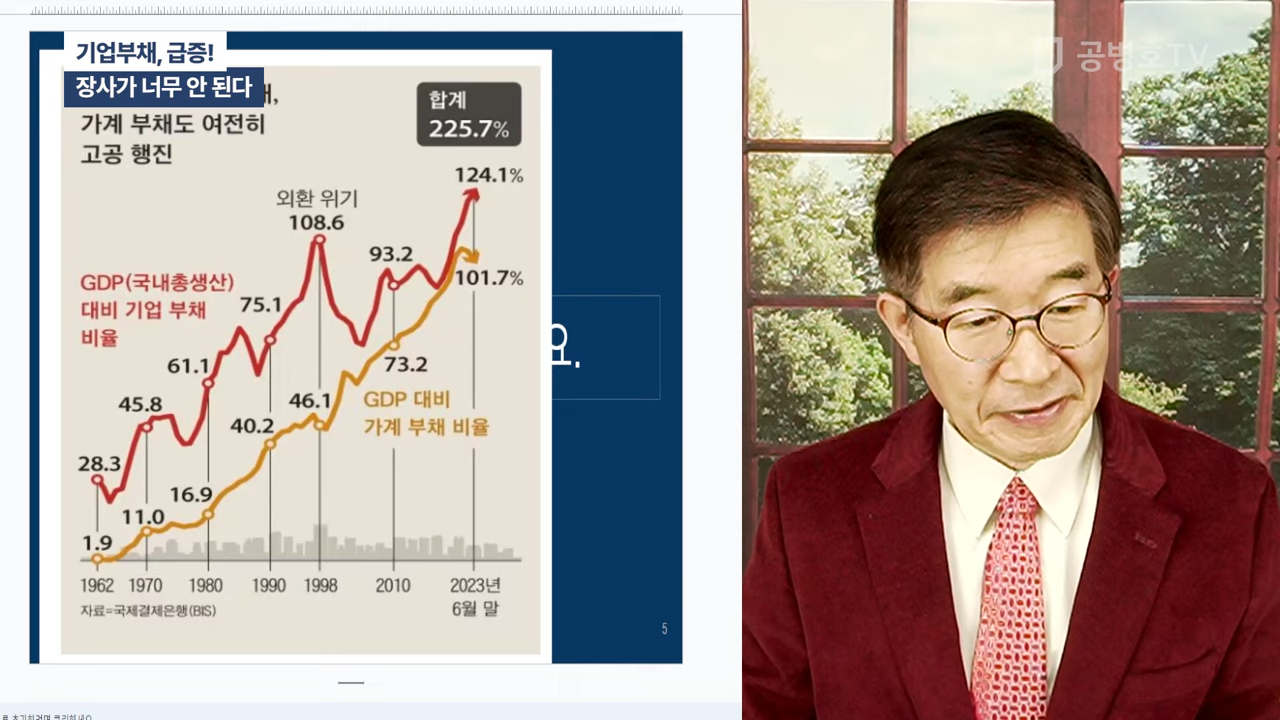 기업부채, 급증!
장사가 너무 안 된다
가계 부채도 여전히
고공 행진
합계
225.7%
124.1%
외환 위기
108.6
93.2
101.7%
GDP(국내총생산)
대비 기업 부채
비율
75.1
61.1
73.2
45.8
46.1
GDP 대비
가계 부채 비율
40.2
28.3
16.9
11.0
1.9
1962 1970 1980 1990 1998 2010 2023년
6월 말
자료=국제결제은행(BIS)
요.
5
공병호TV